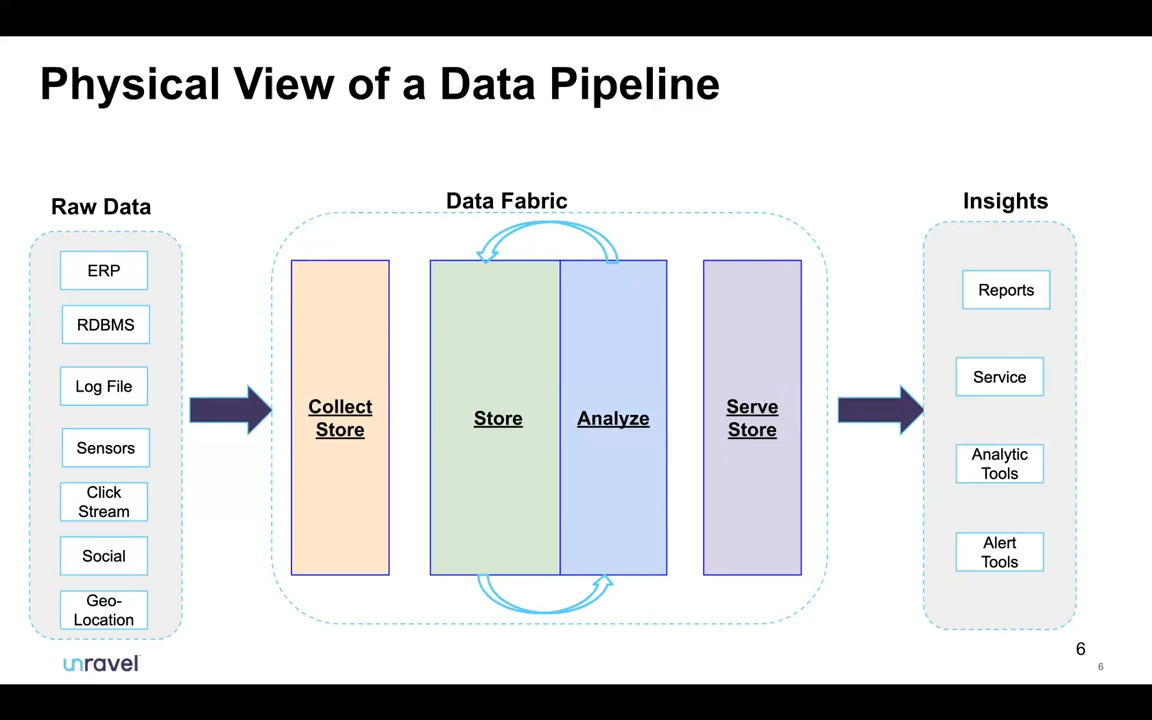 Physical View of a Data Pipeline
Raw Data
ERP
RDBMS
Log File
Sensors
Click
Stream
Social
Geo-
Location
Data Fabric
Collect
Store
Store
Analyze
Serve
Store
Insights
Reports
Service
Analytic
Tools
Alert
Tools
unravel
6
6